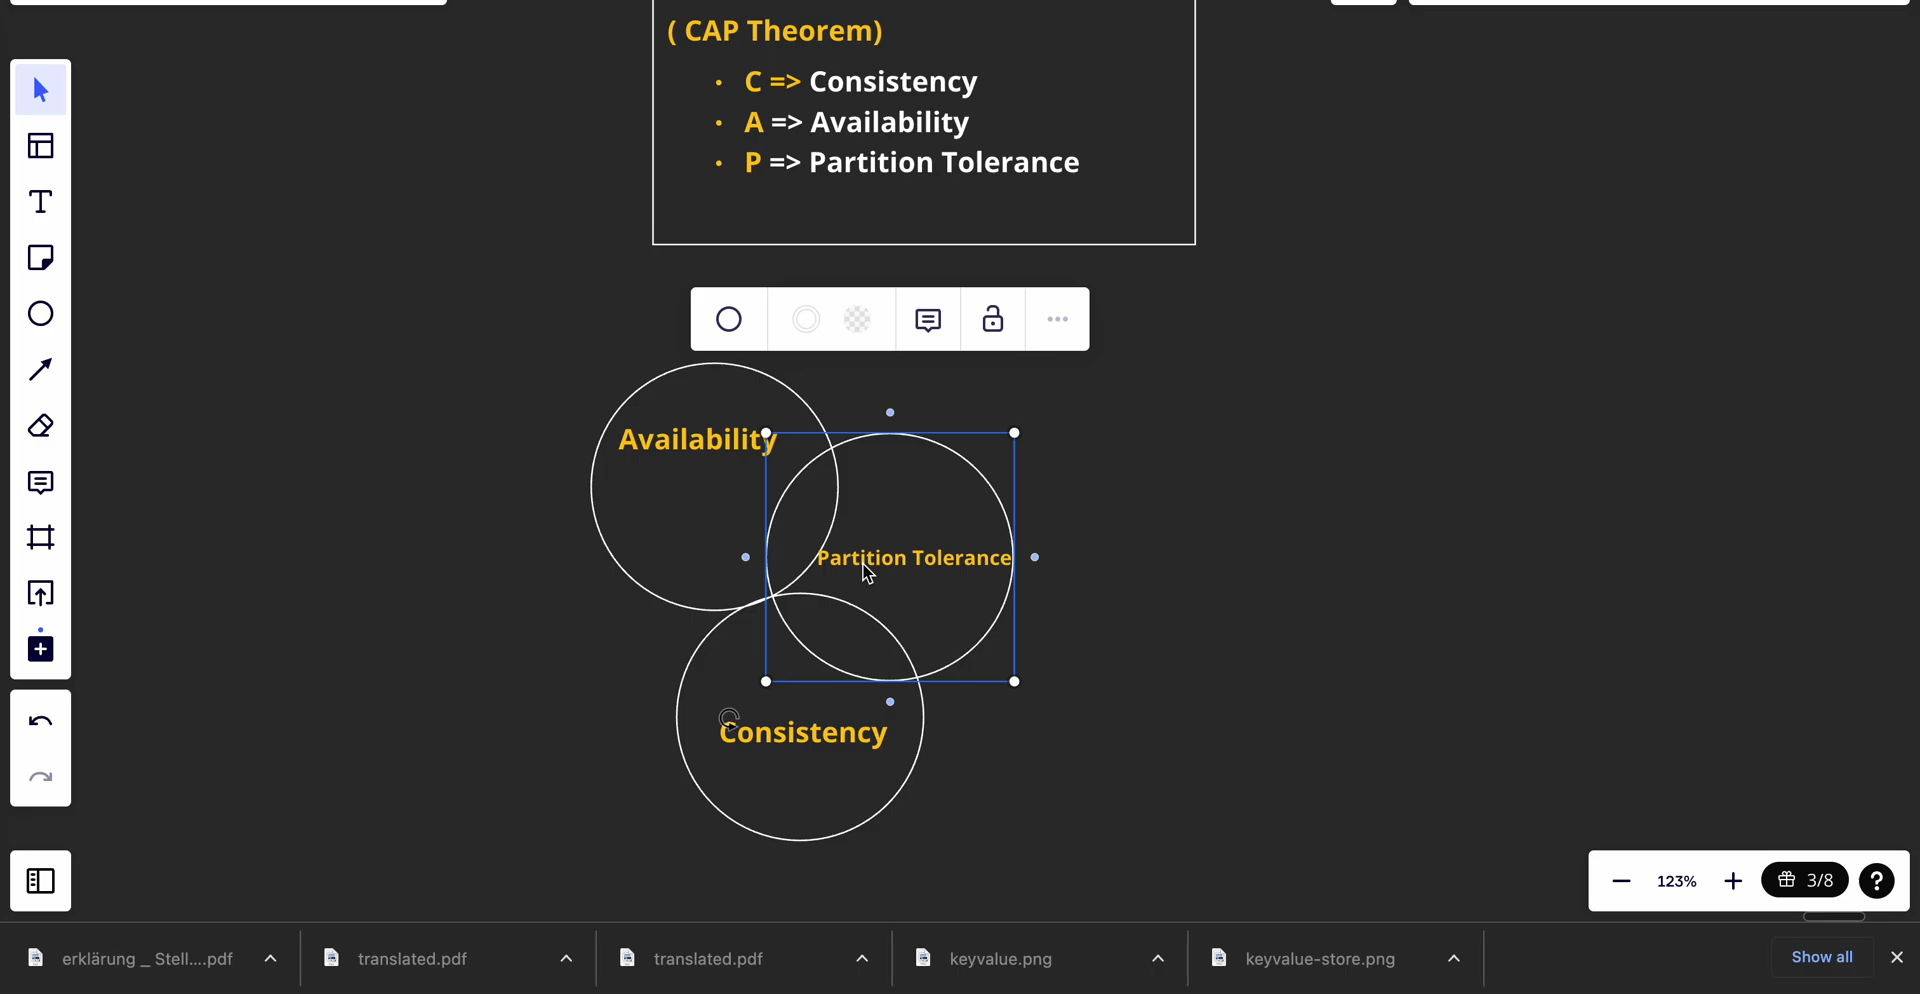 ( CAP Theorem)
• C => Consistency
• A => Availability
• P => Partition Tolerance
Availability
Partition Tolerance
Consistency
123%
3/8
?
erklärung _ Stell....pdf
translated.pdf
translated.pdf
keyvalue.png
keyvalue-store.png
Show all